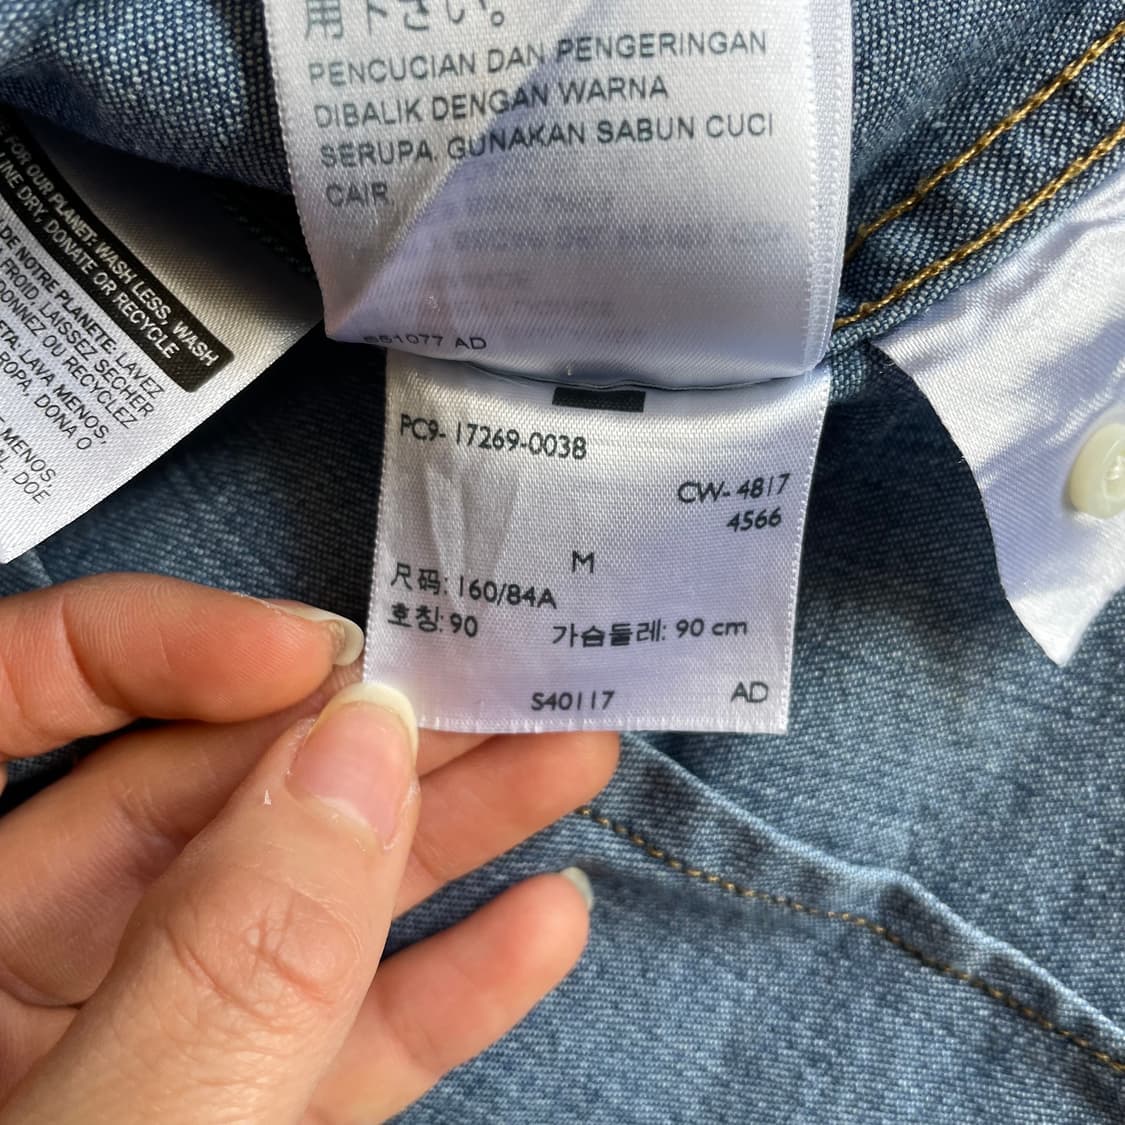 用下さい。
PENCUCIAN DAN PENGERINGAN
DIBALIK DENGAN WARNA
SERUPA. GUNAKAN SABUN CUCI
CAIR
AD
PC9-17269-0038
CW-4817
4566
M
尺码: 160/84A
호칭: 90 가슴둘레: 90 cm
S40117 AD
FOR OUR PLANET: WASH LESS, WASH
LINE DRY, DONATE OR RECYCLE
DE NOTRE PLANETE. LAVEZ
FROID, LAISSEZ SECHER
DONNEZ OU RECYCLEZ
LAVA MENOS,
DONA O
MENOS
DOE